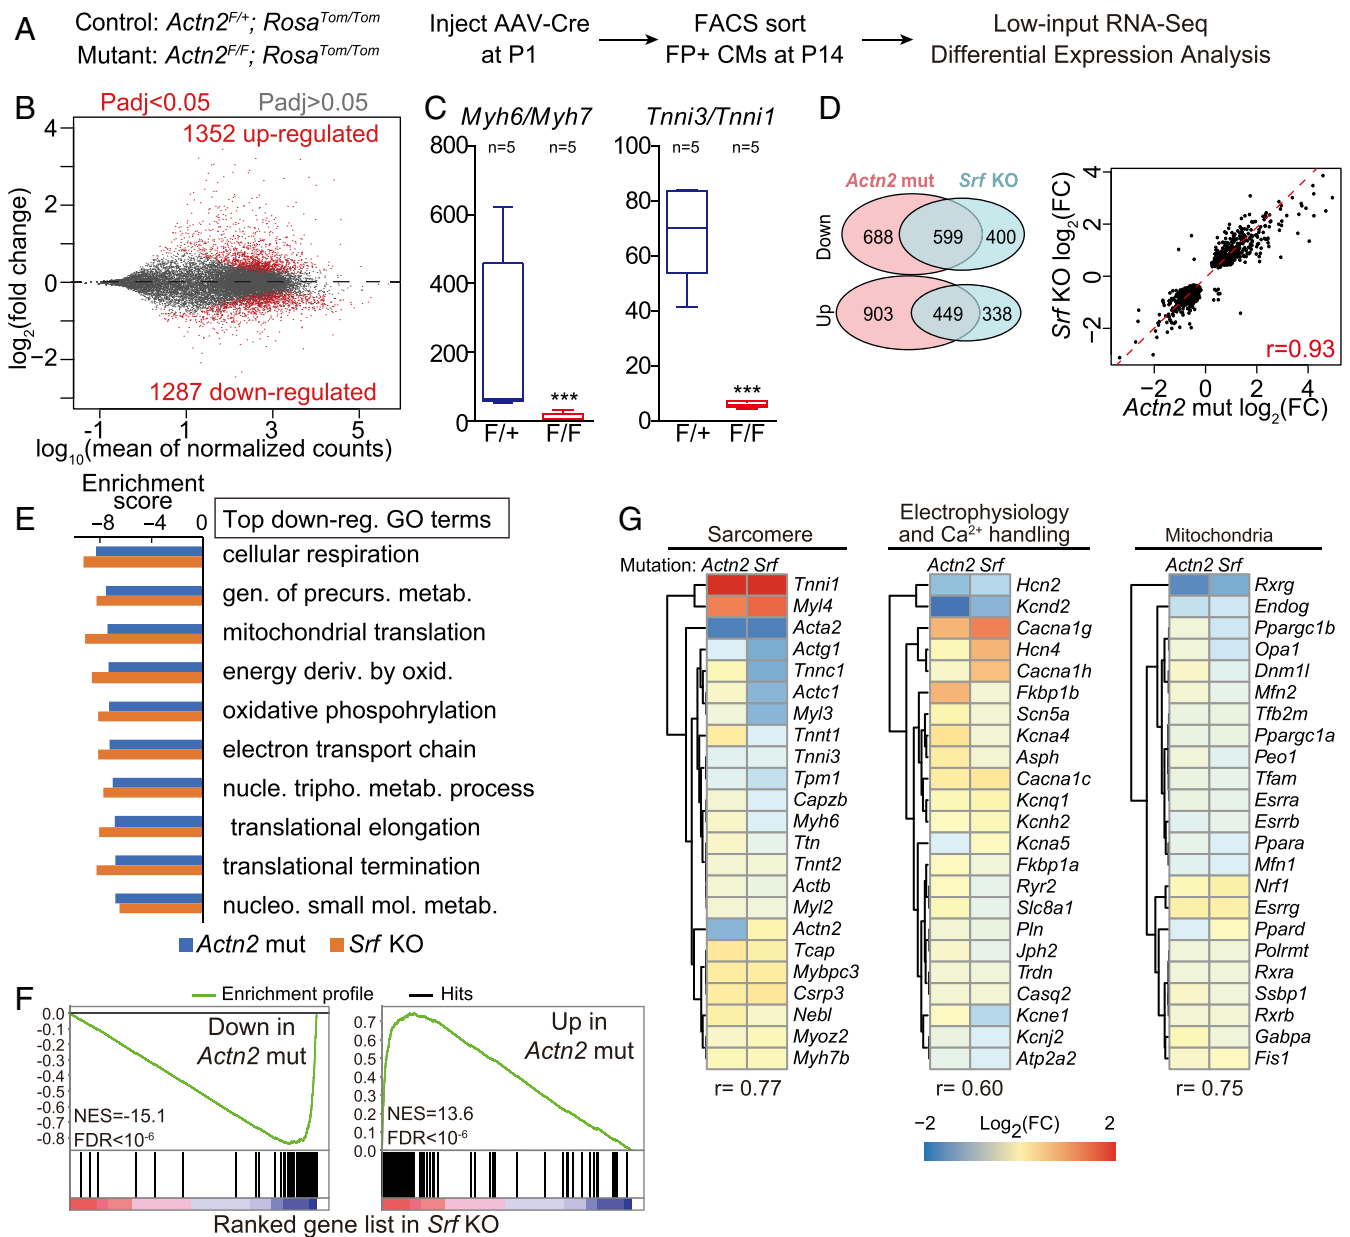 A
Control: Actn2F/+; RosaTom/Tom
Mutant: Actn2F/F; RosaTom/Tom
Inject AAV-Cre
at P1
FACS sort
FP+ CMs at P14
Low-input RNA-Seq
Differential Expression Analysis
B
Padj<0.05
Padj>0.05
1352 up-regulated
1287 down-regulated
4
2
0
−2
log2(fold change)
-1
1
3
5
log10(mean of normalized counts)
C
Myh6/Myh7
n=5
n=5
800
600
400
200
0
***
F/+
F/F
Tnni3/Tnni1
n=5
n=5
100
80
60
40
20
0
***
F/+
F/F
D
Actn2 mut
Srf KO
Down
688
599
400
Up
903
449
338
Srf KO log2(FC)
4
2
0
−2
r=0.93
−2
0
2
4
Actn2 mut log2(FC)
E
Enrichment
score
−8
−4
0
Top down-reg. GO terms
cellular respiration
gen. of precurs. metab.
mitochondrial translation
energy deriv. by oxid.
oxidative phospohrylation
electron transport chain
nucle. tripho. metab. process
translational elongation
translational termination
nucleo. small mol. metab.
Actn2 mut
Srf KO
F
Enrichment profile
Hits
0.0
-0.1
-0.2
-0.3
-0.4
-0.5
-0.6
-0.7
-0.8
Down in
Actn2 mut
NES=-15.1
FDR<10-6
0.7
0.6
0.5
0.4
0.3
0.2
0.1
0.0
Up in
Actn2 mut
NES=13.6
FDR<10-6
Ranked gene list in Srf KO
G
Sarcomere
Mutation: Actn2 Srf
Tnni1
Myl4
Acta2
Actg1
Tnnc1
Actc1
Myl3
Tnnt1
Tnni3
Tpm1
Capzb
Myh6
Ttn
Tnnt2
Actb
Myl2
Actn2
Tcap
Mybpc3
Csrp3
Nebl
Myoz2
Myh7b
r= 0.77
Electrophysiology
and Ca2+ handling
Actn2 Srf
Hcn2
Kcnd2
Cacna1g
Hcn4
Cacna1h
Fkbp1b
Scn5a
Kcna4
Asph
Cacna1c
Kcnq1
Kcnh2
Kcna5
Fkbp1a
Ryr2
Slc8a1
Pln
Jph2
Trdn
Casq2
Kcne1
Kcnj2
Atp2a2
r= 0.60
Mitochondria
Actn2 Srf
Rxrg
Endog
Ppargc1b
Opa1
Dnm1l
Mfn2
Tfb2m
Ppargc1a
Peo1
Tfam
Esrra
Esrrb
Ppara
Mfn1
Nrf1
Esrrg
Ppard
Polrmt
Rxra
Ssbp1
Rxrb
Gabpa
Fis1
r= 0.75
−2
Log2(FC)
2